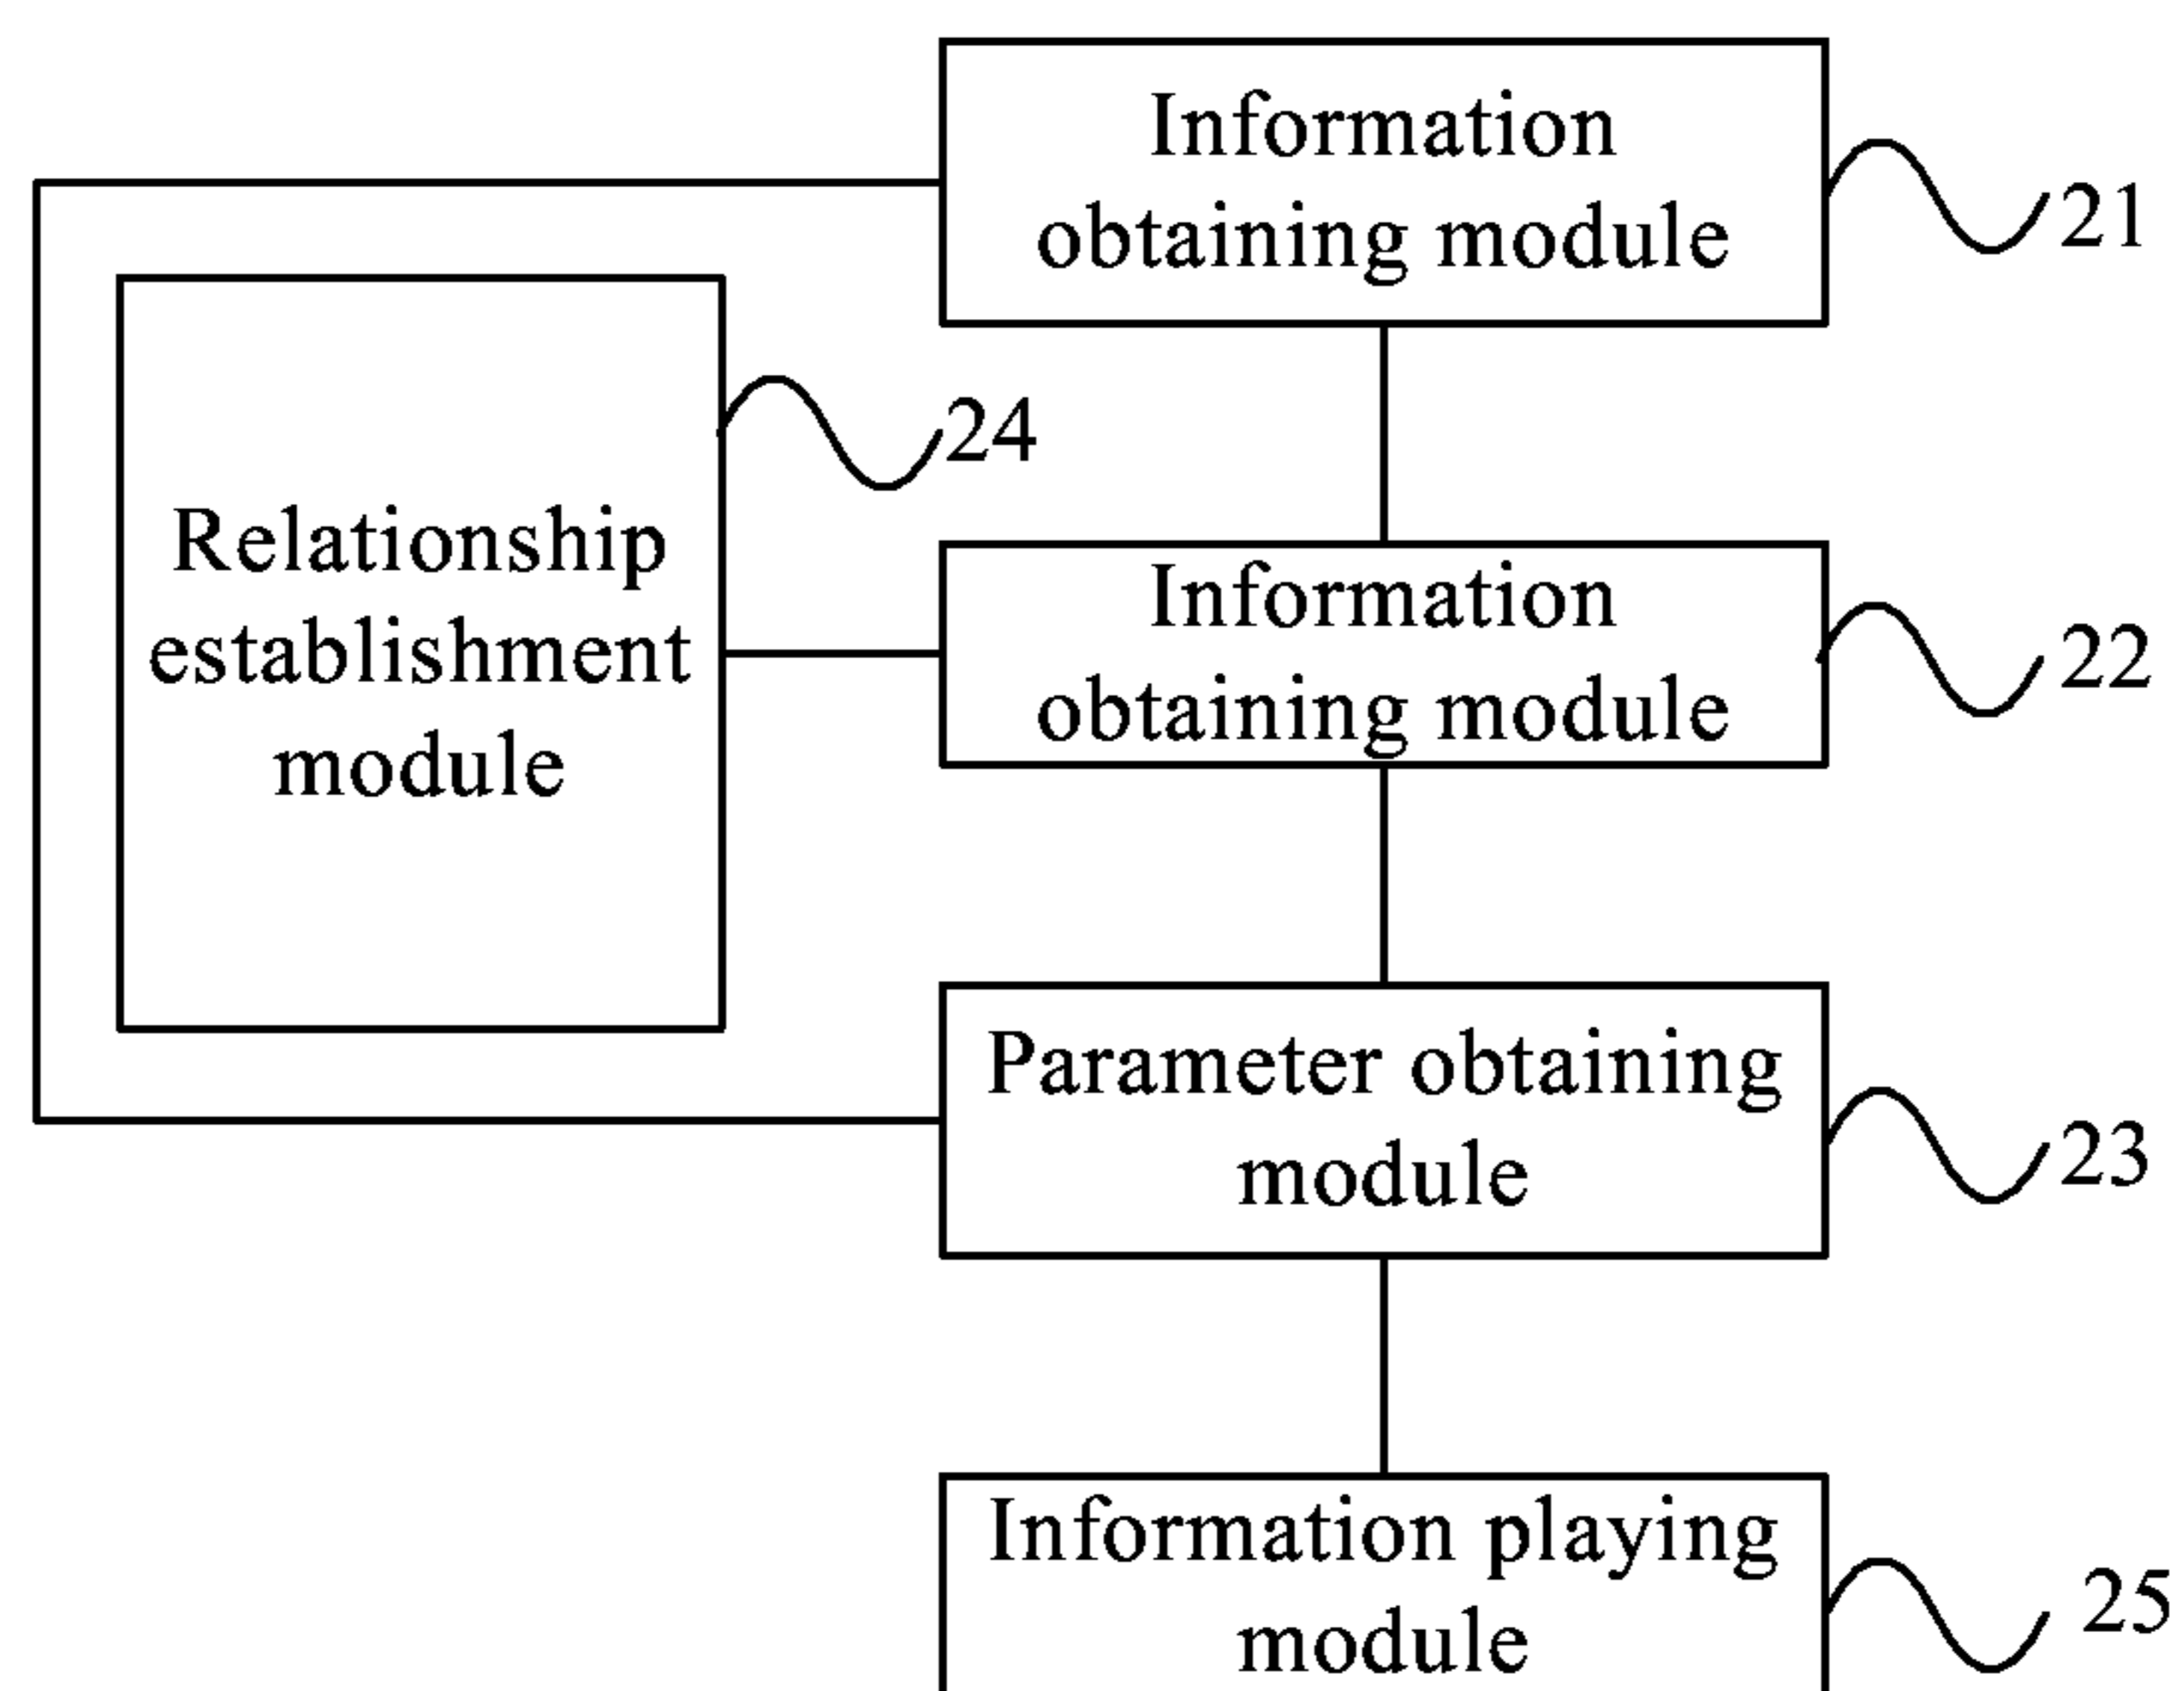 Information
obtaining module
21
24
Relationship
establishment
module
Information
obtaining module
22
Parameter obtaining
module
23
Information playing
module
25